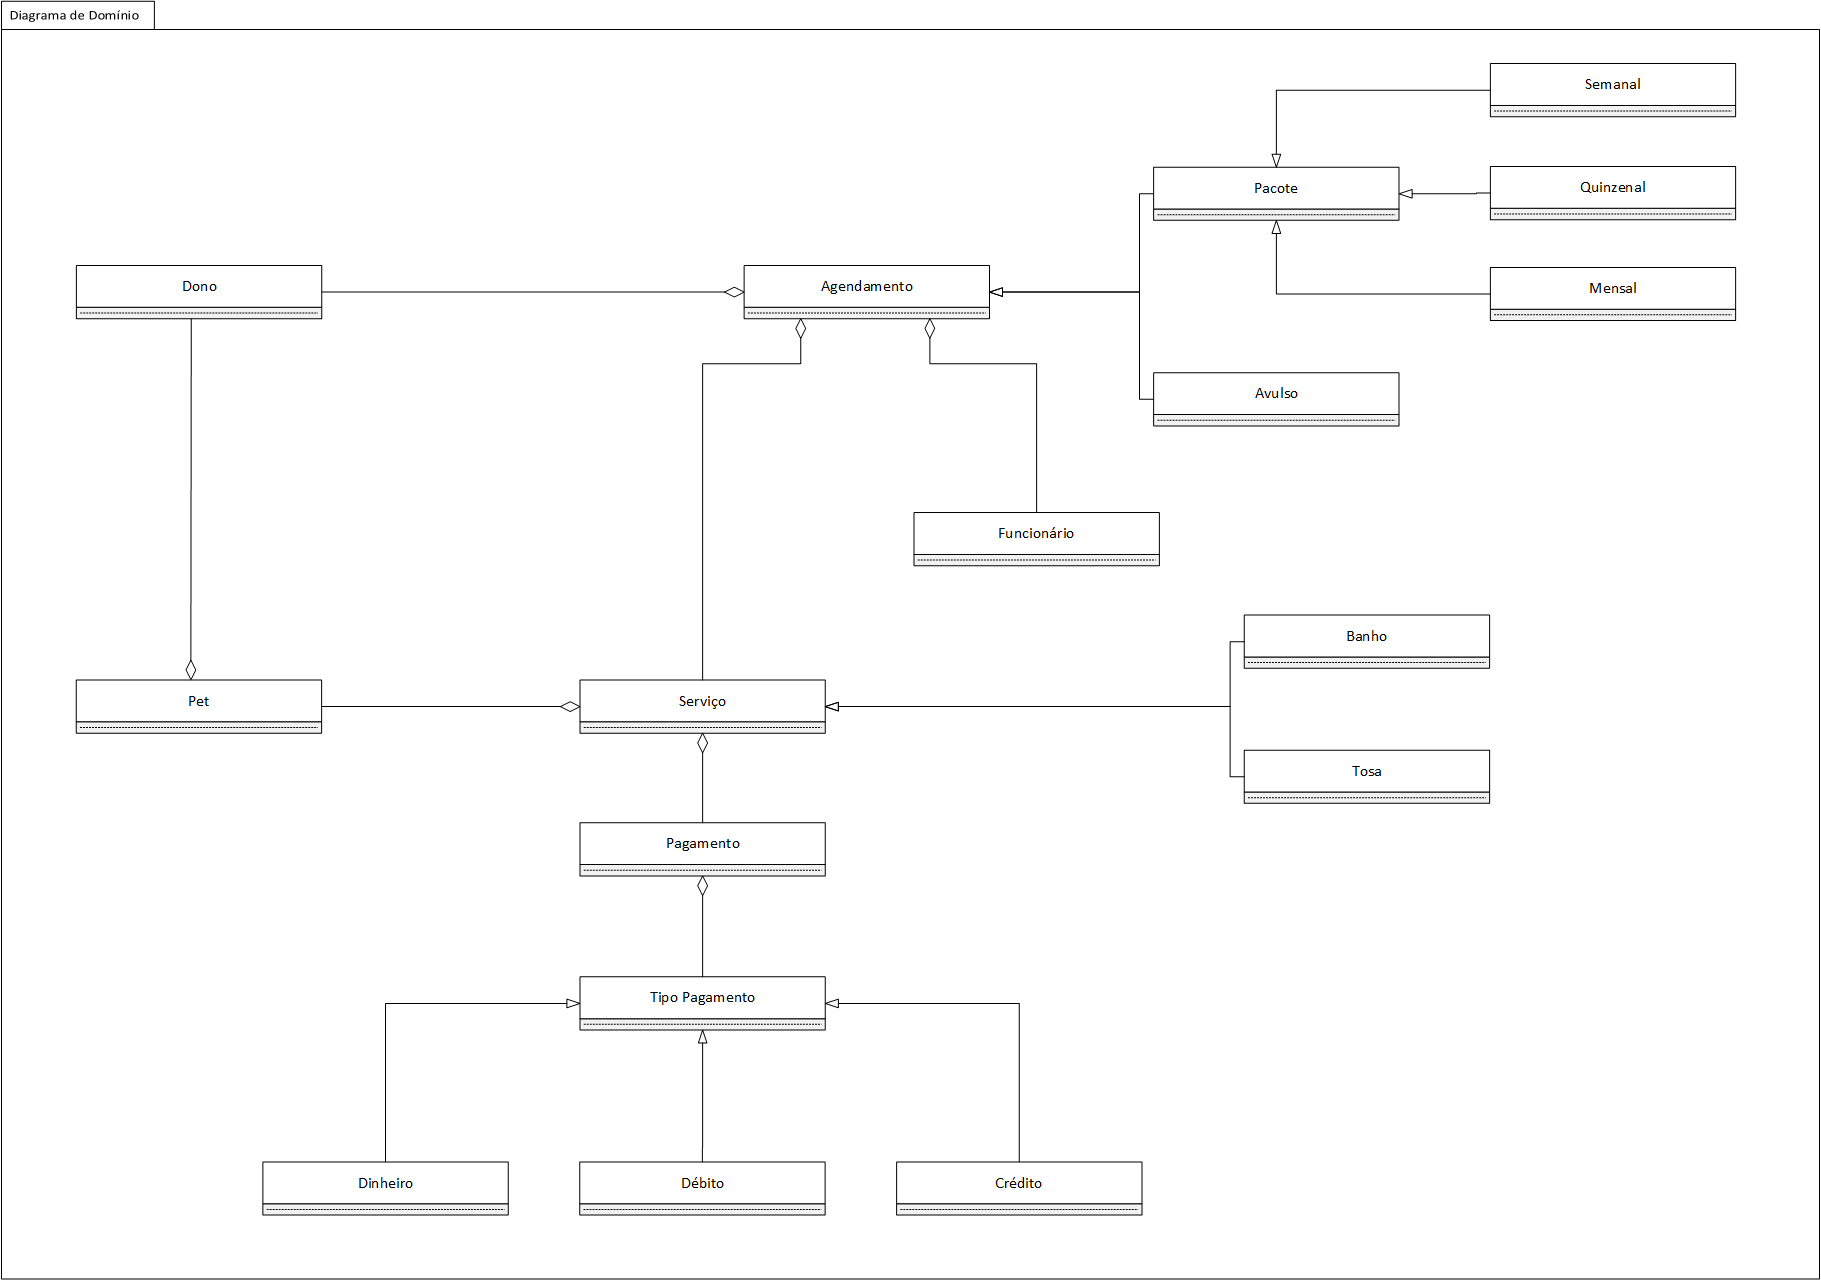 Diagrama de Domínio
Semanal
Pacote
Quinzenal
Dono
Agendamento
Mensal
Avulso
Funcionário
Banho
Pet
Serviço
Tosa
Pagamento
Tipo Pagamento
Dinheiro
Débito
Crédito